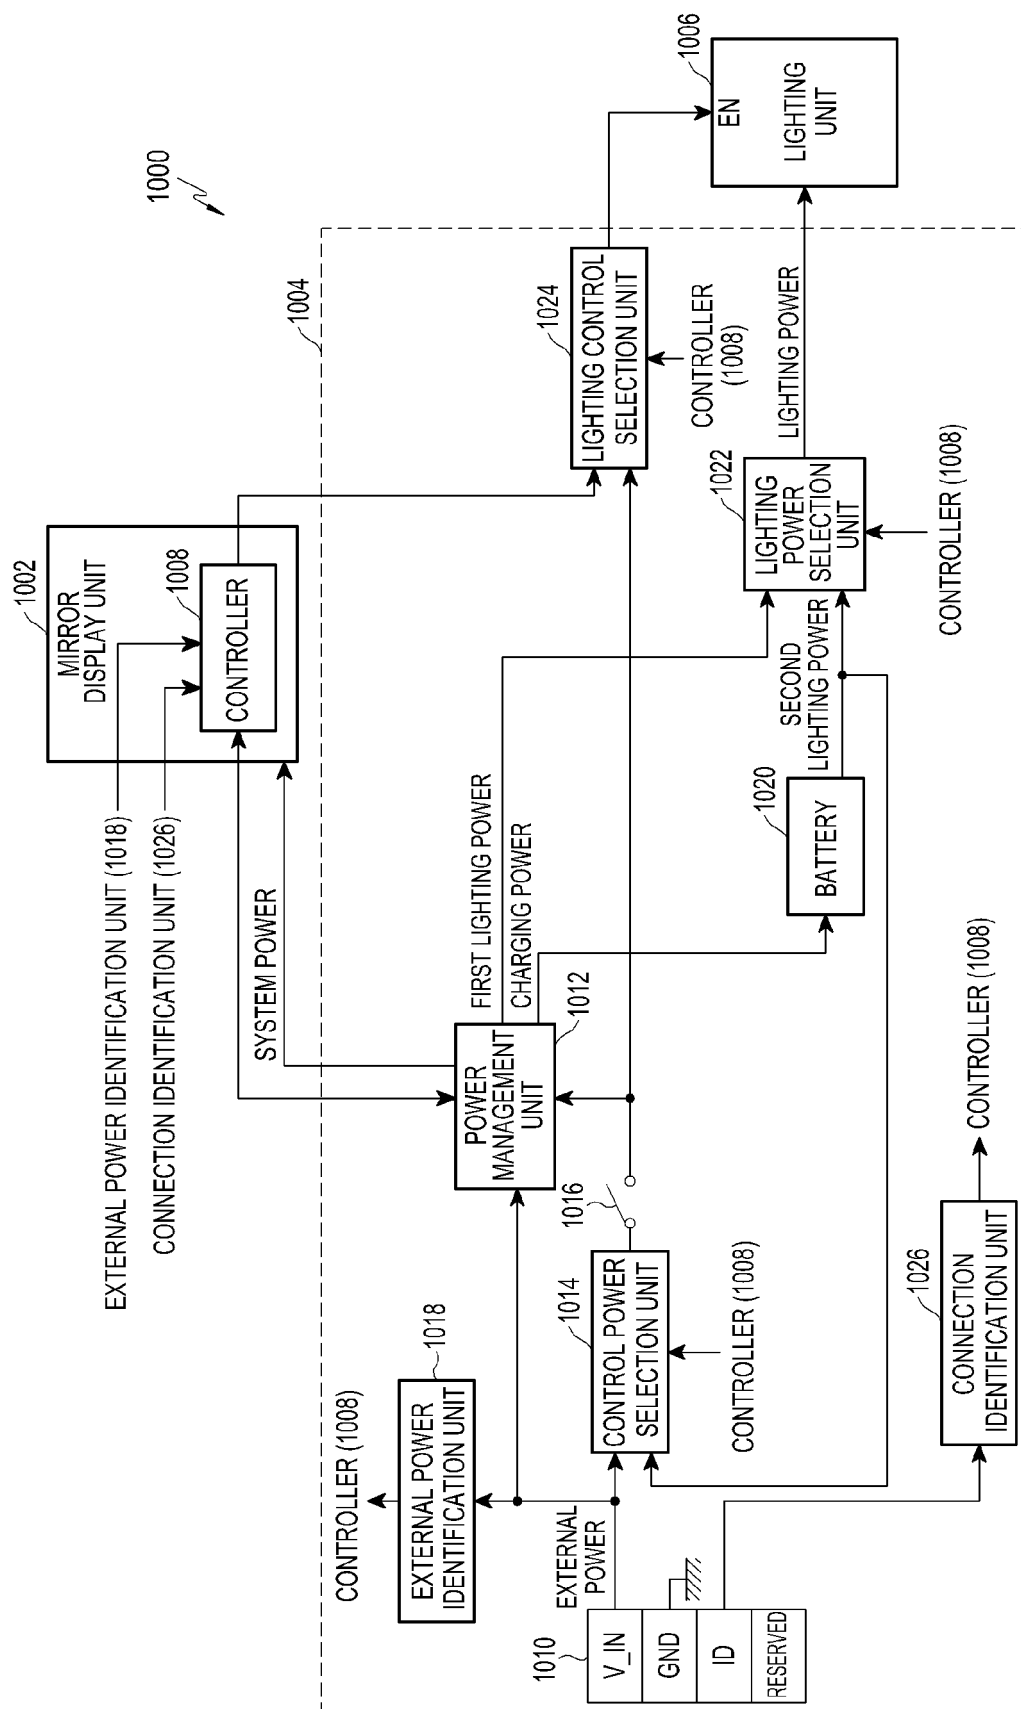 1000
1002
MIRROR
DISPLAY UNIT
1008
CONTROLLER
EXTERNAL POWER IDENTIFICATION UNIT (1018)
CONNECTION IDENTIFICATION UNIT (1026)
SYSTEM POWER
1004
CONTROLLER (1008)
1018
EXTERNAL POWER
IDENTIFICATION UNIT
1012
POWER
MANAGEMENT
UNIT
FIRST LIGHTING POWER
CHARGING POWER
1024
LIGHTING CONTROL
SELECTION UNIT
CONTROLLER
(1008)
1006
EN
LIGHTING
UNIT
EXTERNAL
POWER
1010
V_IN
GND
ID
RESERVED
1014
CONTROL POWER
SELECTION UNIT
CONTROLLER (1008)
1016
1020
BATTERY
SECOND
LIGHTING POWER
1022
LIGHTING
POWER
SELECTION
UNIT
LIGHTING POWER
CONTROLLER (1008)
1026
CONNECTION
IDENTIFICATION UNIT
CONTROLLER (1008)